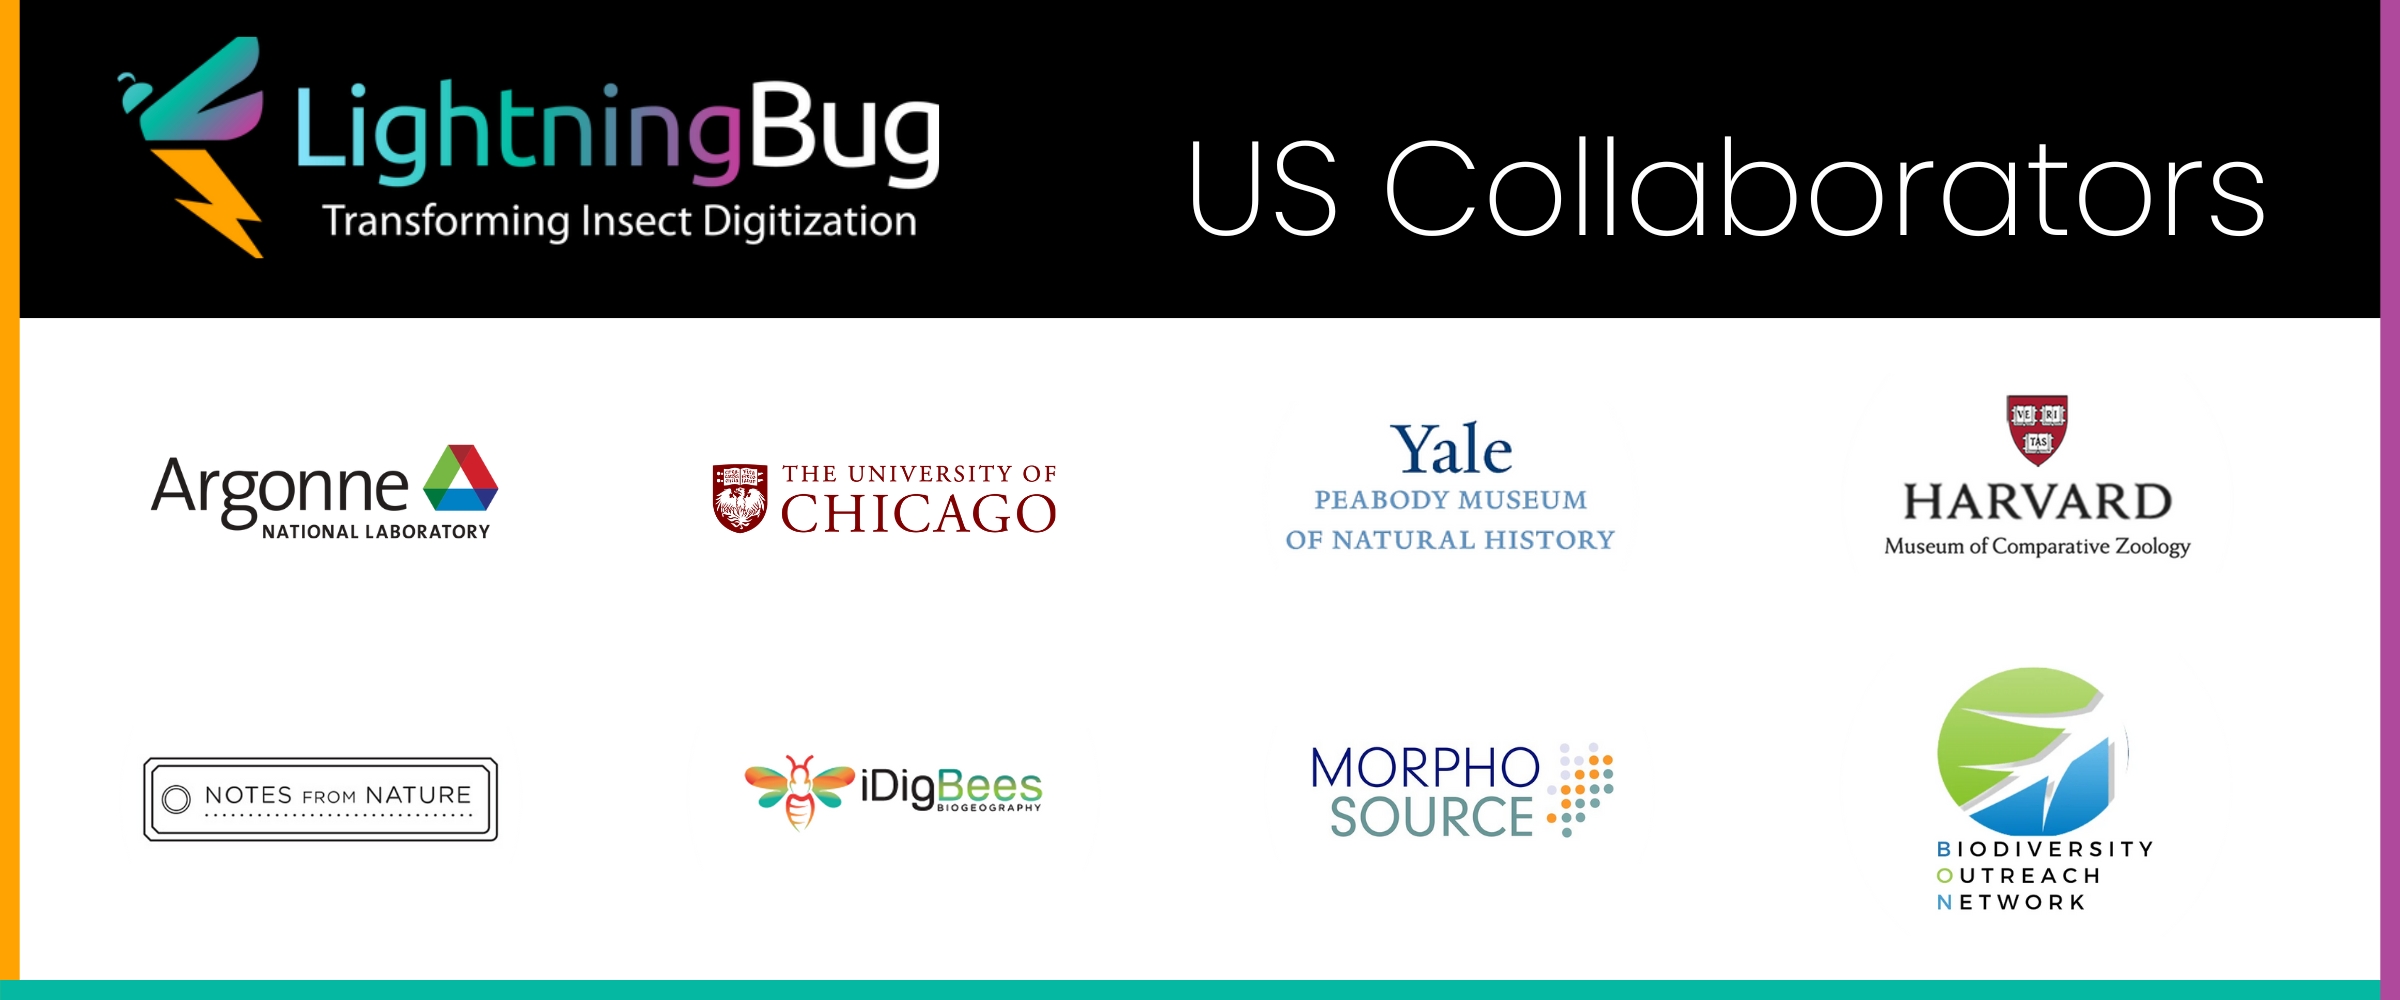 LightningBug
Transforming Insect Digitization
US Collaborators
Argonne
NATIONAL LABORATORY
THE UNIVERSITY OF
CHICAGO
Yale
PEABODY MUSEUM
OF NATURAL HISTORY
VE RI
TAS
HARVARD
Museum of Comparative Zoology
NOTES FROM NATURE
iDigBees
BIOGEOGRAPHY
MORPHO
SOURCE
BIODIVERSITY
OUTREACH
NETWORK